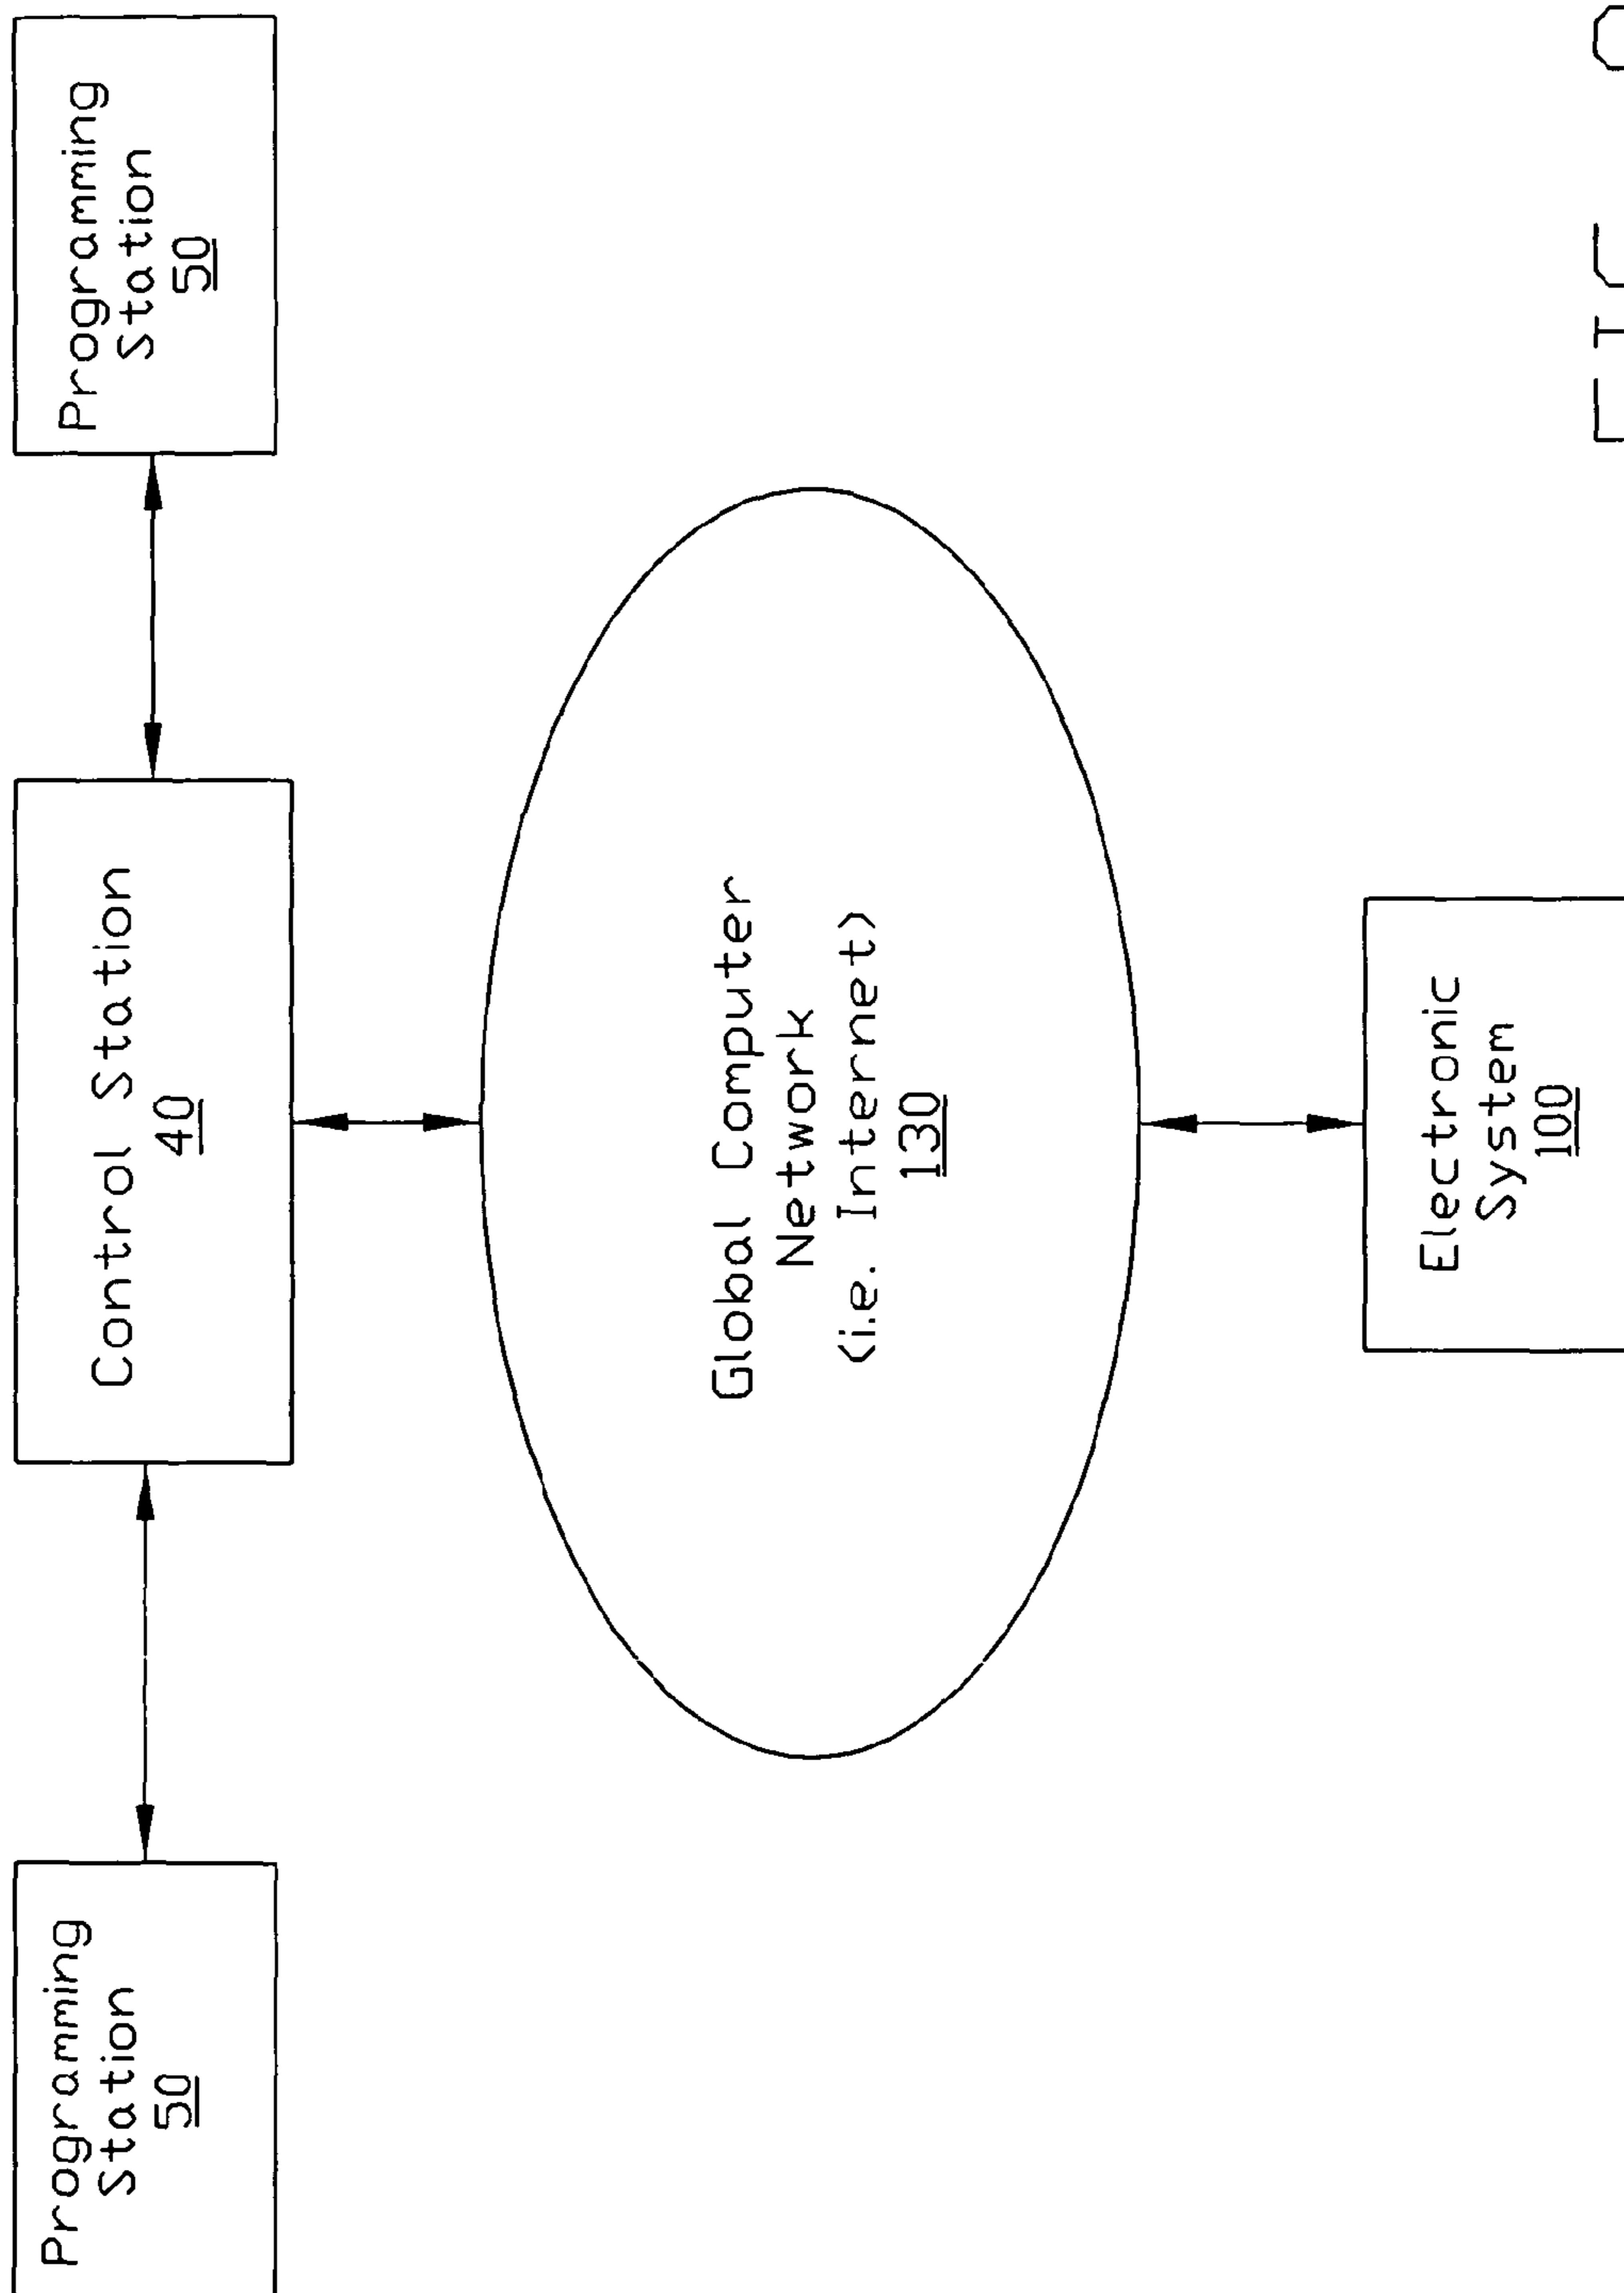 Programming
Station
50
Control Station
40
Programming
Station
50
Global Computer
Network
(i.e. Internet)
130
Electronic
System
100